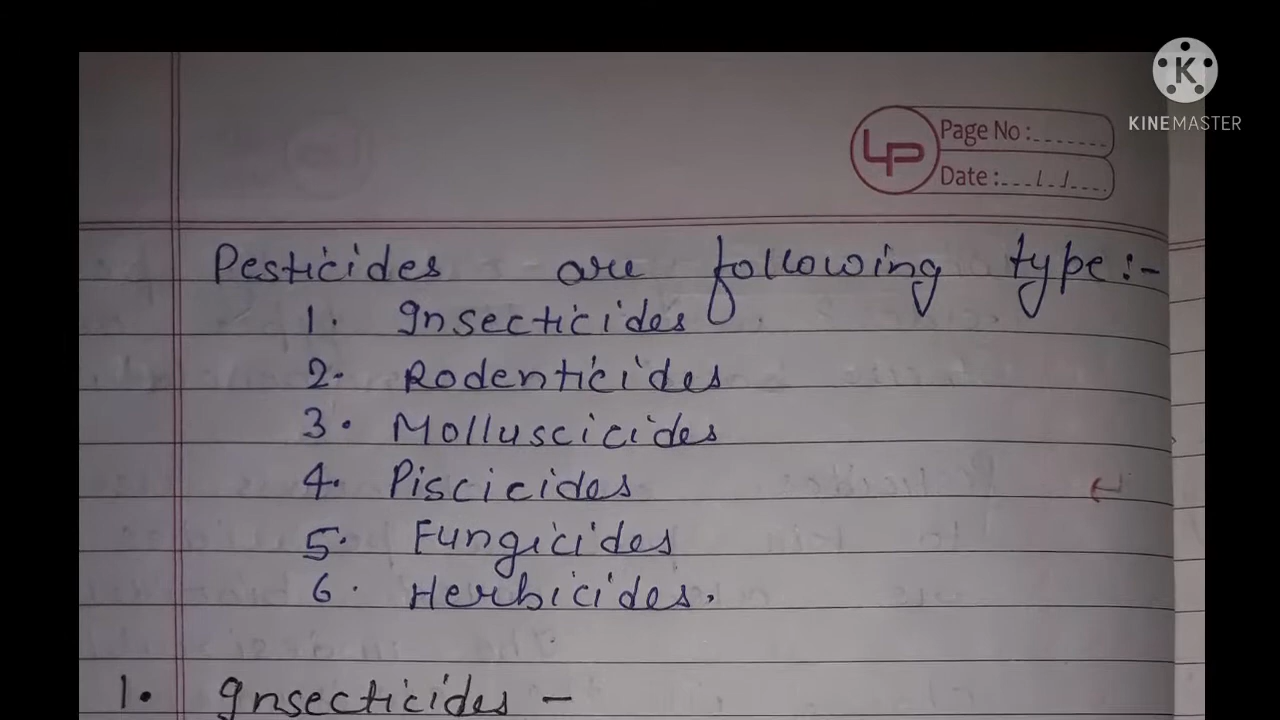 KINEMASTER
LP
Page No :
Date :
Pesticides are following type:-
1. Insecticides
2. Rodenticides
3. Molluscicides
4. Piscicides
5. Fungicides
6. Herbicides.
1. Insecticides -